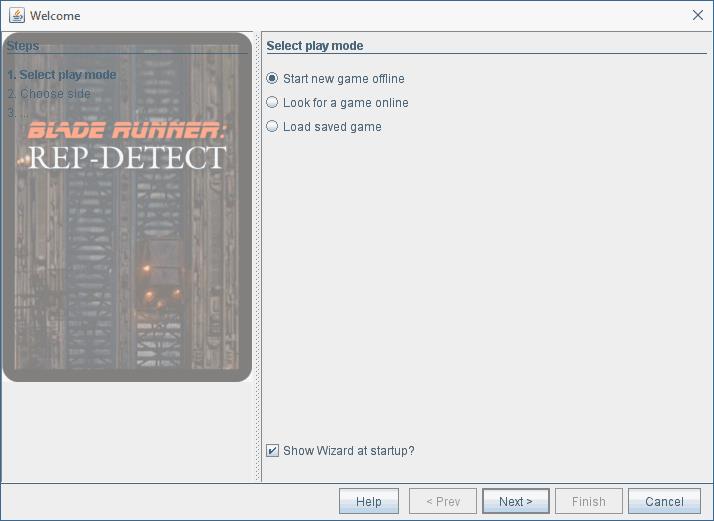 Welcome
Steps
1. Select play mode
2. Choose side
3. ...
BLADE RUNNER:
REP-DETECT
Select play mode
Start new game offline
Look for a game online
Load saved game
Show Wizard at startup?
Help
< Prev
Next >
Finish
Cancel